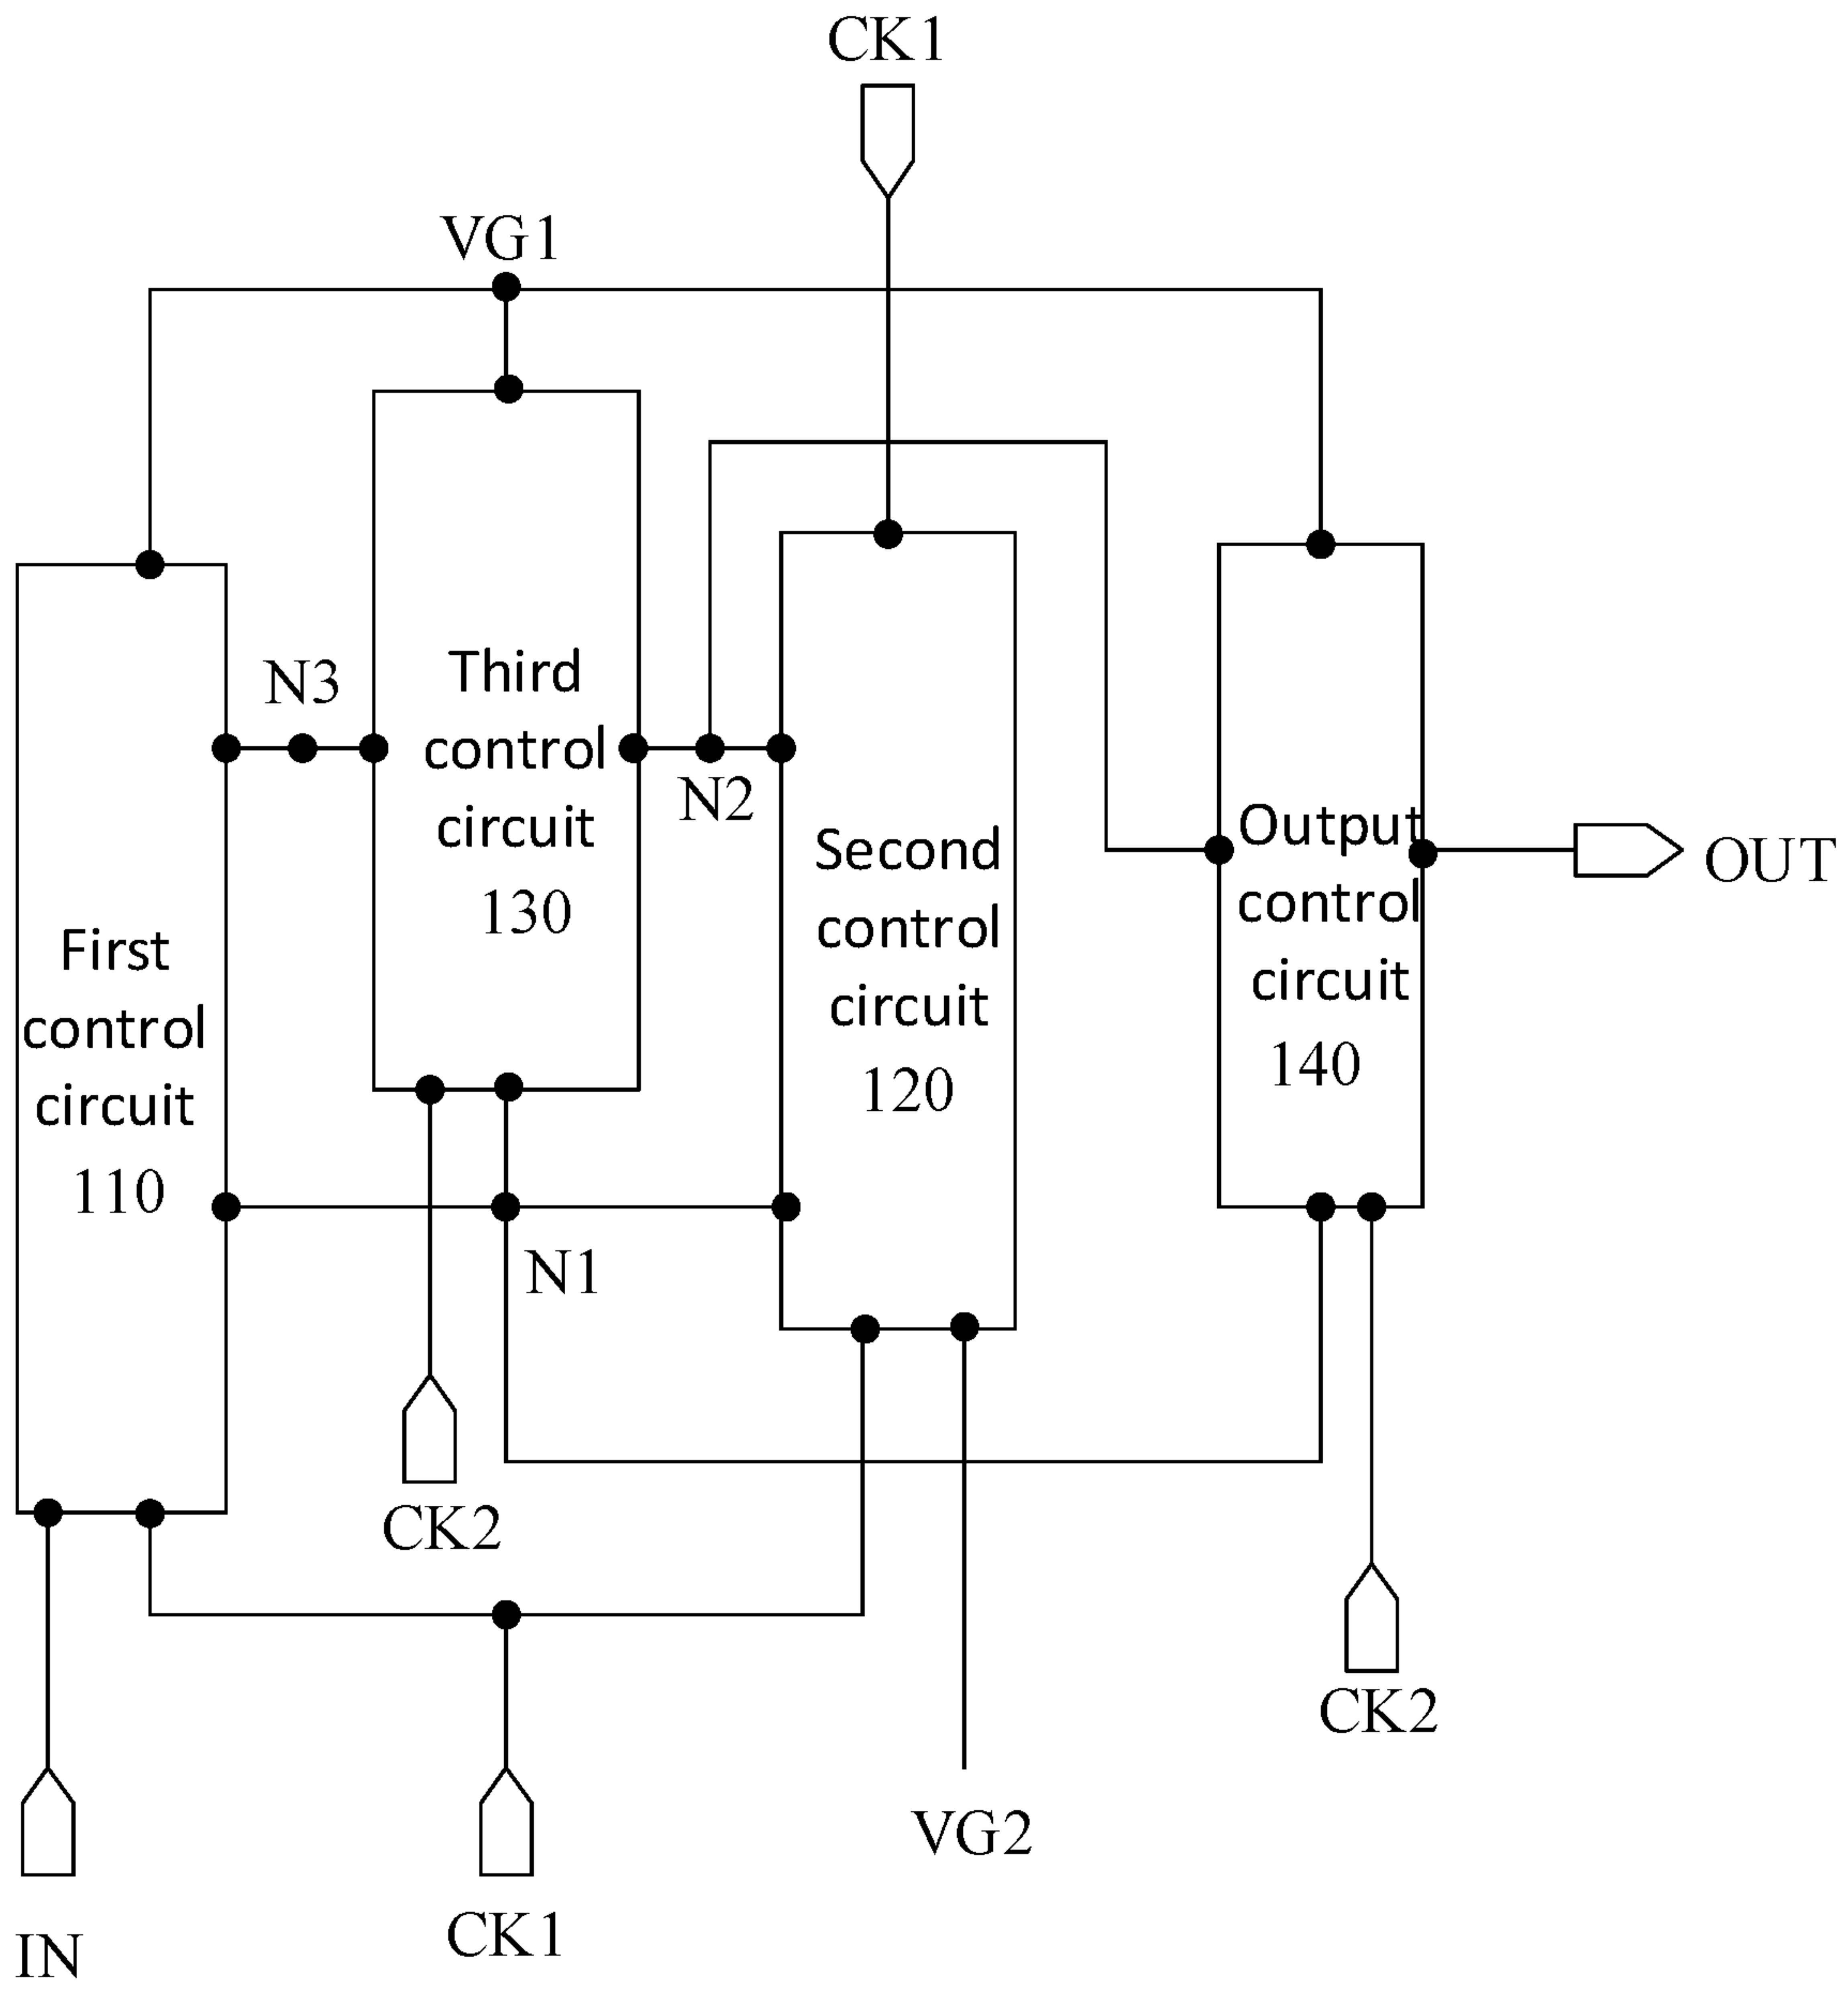 CK1
VG1
N3
Third
control
circuit
130
N2
Second
control
circuit
120
Output
control
circuit
140
OUT
First
control
circuit
110
N1
CK2
CK2
VG2
CK1
IN